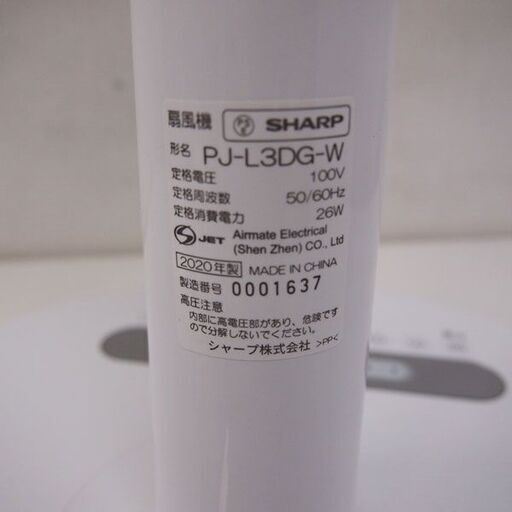 扇風機 SHARP
形名 PJ-L3DG-W
定格電圧 100V
定格周波数 50/60Hz
定格消費電力 26W
JET Airmate Electrical
(Shen Zhen) CO., Ltd
2020年製 MADE IN CHINA
製造番号 0001637
高圧注意
内部に高電圧部があり、危険です
ので分解しないでください。
シャープ株式会社 >PP<